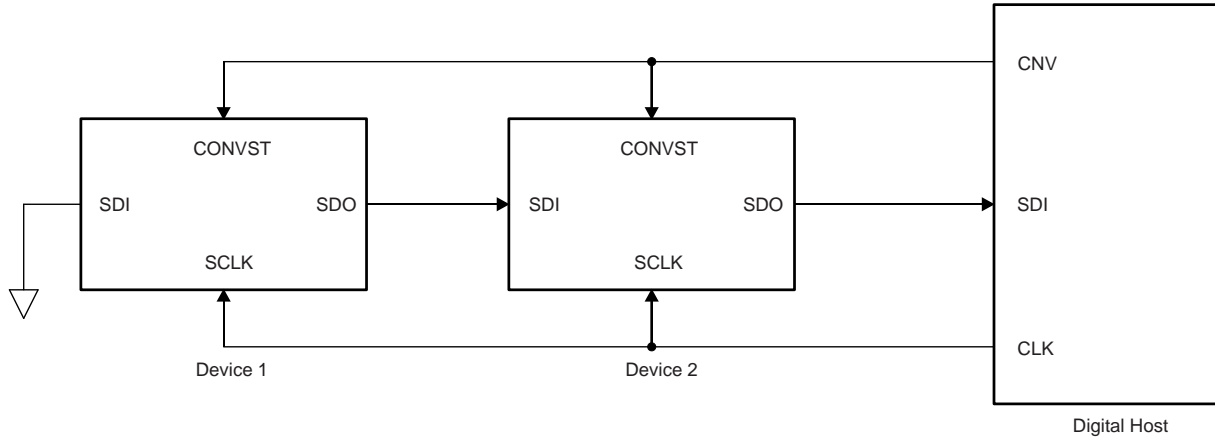 CNV
CONVST
CONVST
SDI
SDO
SDI
SDO
SDI
SCLK
SCLK
CLK
Device 1
Device 2
Digital Host